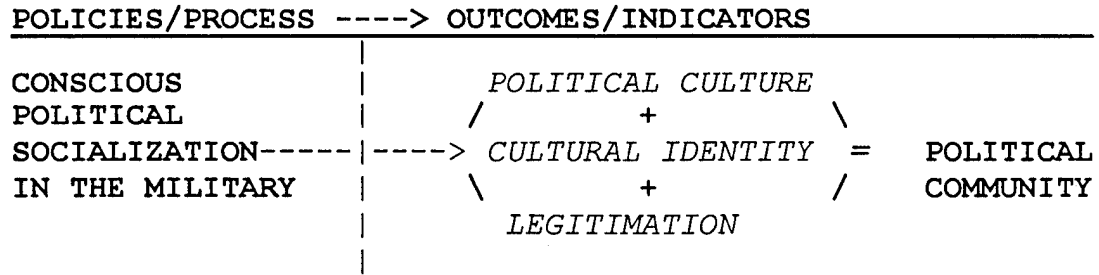 POLICIES/PROCESS ----> OUTCOMES/INDICATORS
CONSCIOUS | POLITICAL CULTURE
POLITICAL | / + \
SOCIALIZATION-----|----> CULTURAL IDENTITY = POLITICAL
IN THE MILITARY | \ + / COMMUNITY
| LEGITIMATION